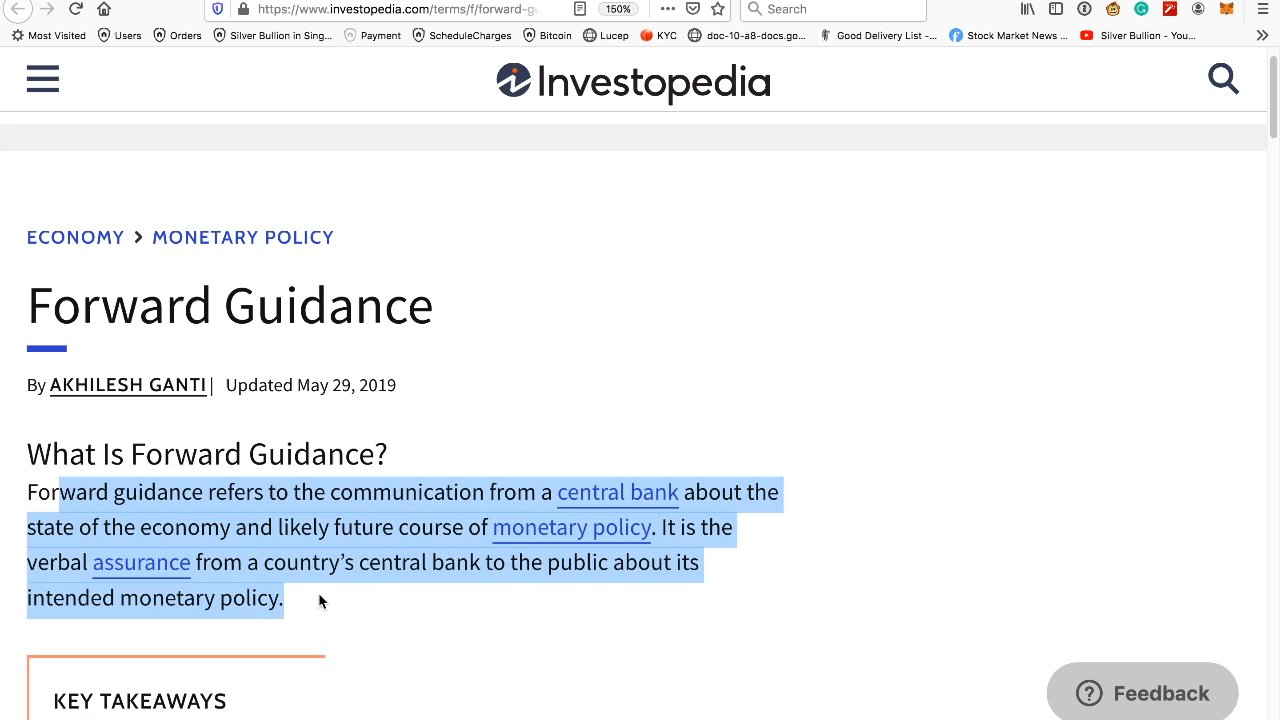 https://www.investopedia.com/terms/f/forward-gu
150%
Search
Most Visited
Users
Orders
Silver Bullion in Sing...
Payment
ScheduleCharges
Bitcoin
Lucep
KYC
doc-10-a8-docs.go...
Good Delivery List -...
Stock Market News ...
Silver Bullion - You...
Investopedia
ECONOMY > MONETARY POLICY
Forward Guidance
By AKHILESH GANTI | Updated May 29, 2019
What Is Forward Guidance?
Forward guidance refers to the communication from a central bank about the
state of the economy and likely future course of monetary policy. It is the
verbal assurance from a country’s central bank to the public about its
intended monetary policy.
KEY TAKEAWAYS
Feedback